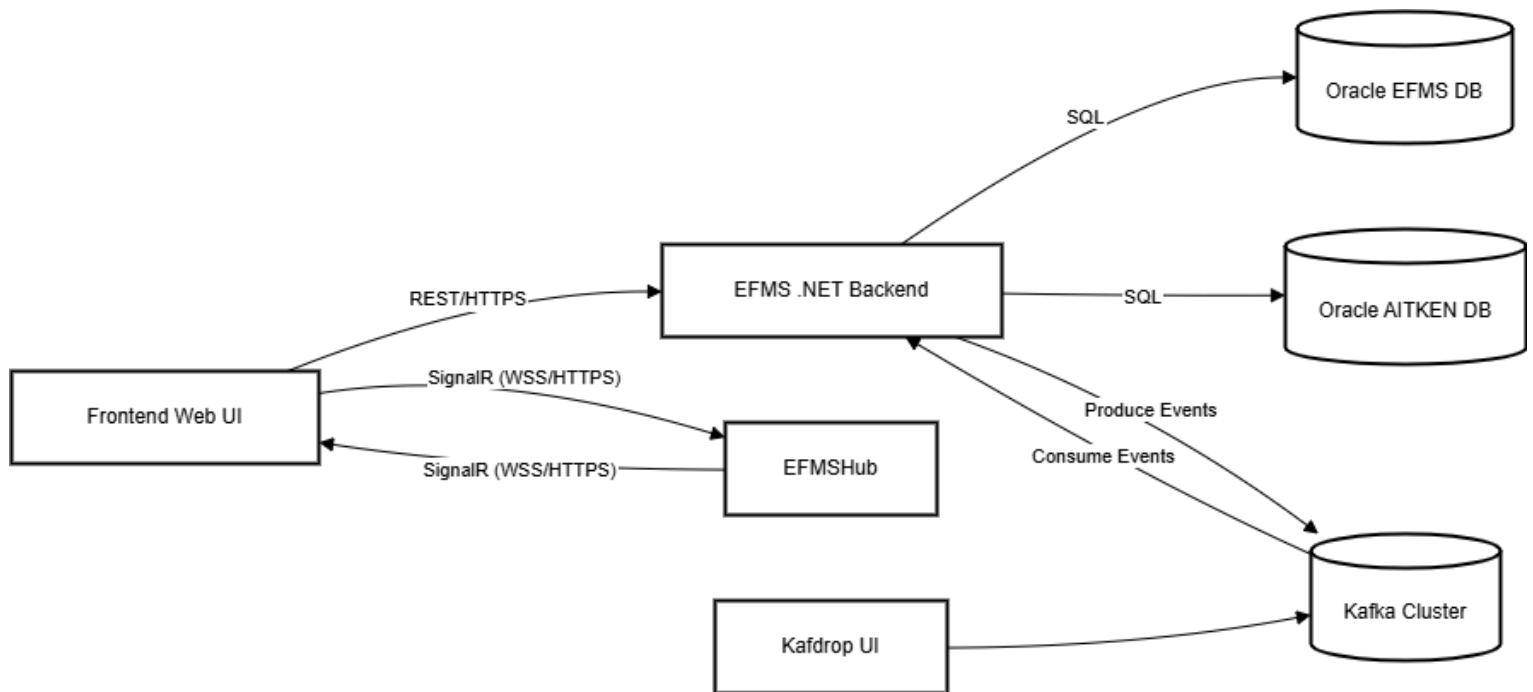 Oracle EFMS DB
SQL
EFMS .NET Backend
REST/HTTPS
SQL
Oracle AITKEN DB
SignalR (WSS/HTTPS)
Frontend Web UI
Produce Events
Consume Events
SignalR (WSS/HTTPS)
EFMSHub
Kafka Cluster
Kafdrop UI